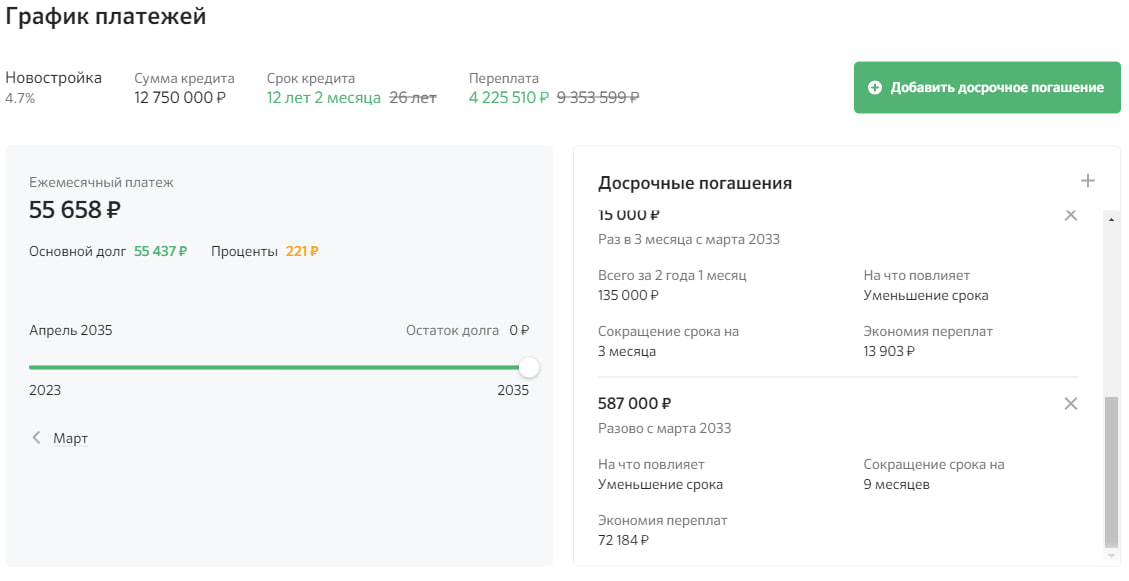 График платежей
Новостройка
4.7%
Сумма кредита
12 750 000 ₽
Срок кредита
12 лет 2 месяца 26 лет
Переплата
4 225 510 ₽ 9 353 599 ₽
Добавить досрочное погашение
Ежемесячный платеж
55 658 ₽
Основной долг 55 437 ₽ Проценты 221 ₽
Апрель 2035 Остаток долга 0 ₽
2023 2035
Март
Досрочные погашения
15 000 ₽
Раз в 3 месяца с марта 2033
Всего за 2 года 1 месяц
135 000 ₽
На что повлияет
Уменьшение срока
Сокращение срока на
3 месяца
Экономия переплат
13 903 ₽
587 000 ₽
Разово с марта 2033
На что повлияет
Уменьшение срока
Сокращение срока на
9 месяцев
Экономия переплат
72 184 ₽